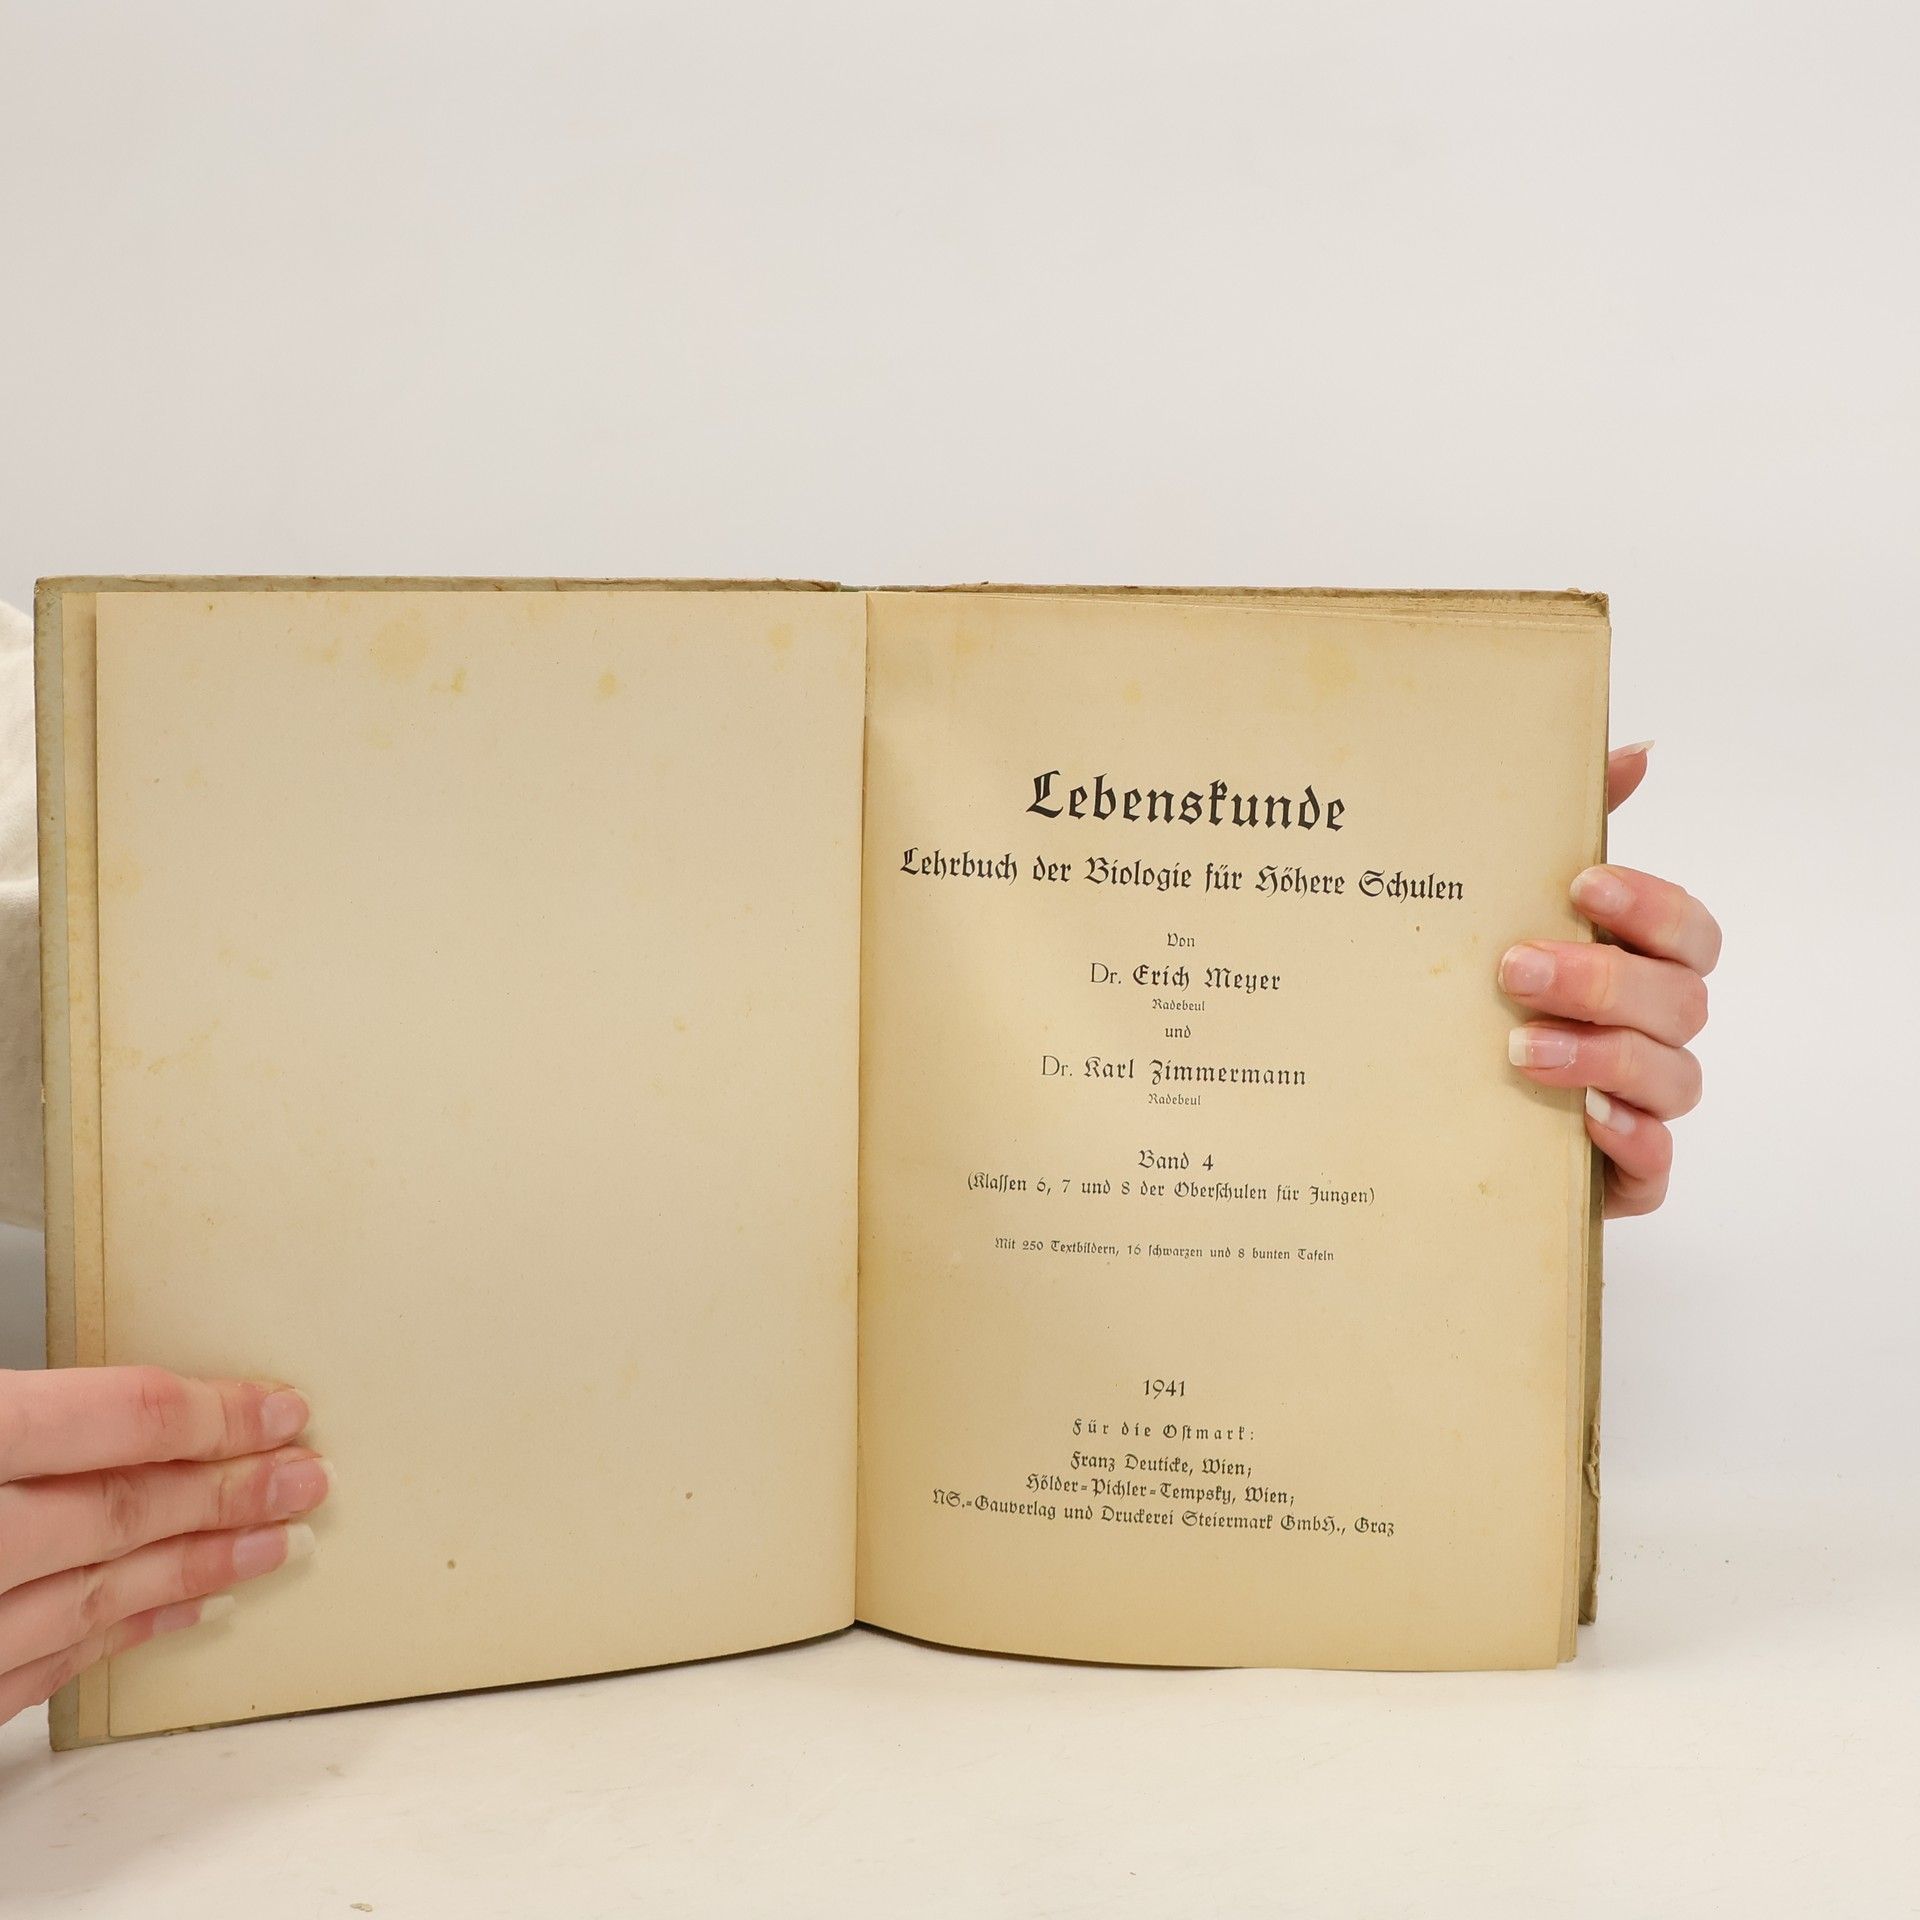 Lebenskunde
Lehrbuch der Biologie für Höhere Schulen
Von
Dr. Erich Meyer
Radebeul
und
Dr. Karl Zimmermann
Radebeul
Band 4
(Klassen 6, 7 und 8 der Oberschulen für Jungen)
Mit 250 Textbildern, 16 schwarzen und 8 bunten Tafeln
1941
Für die Ostmark:
Franz Deuticke, Wien;
Hölder-Pichler-Tempsky, Wien;
NS.-Gauverlag und Druckerei Steiermark GmbH., Graz